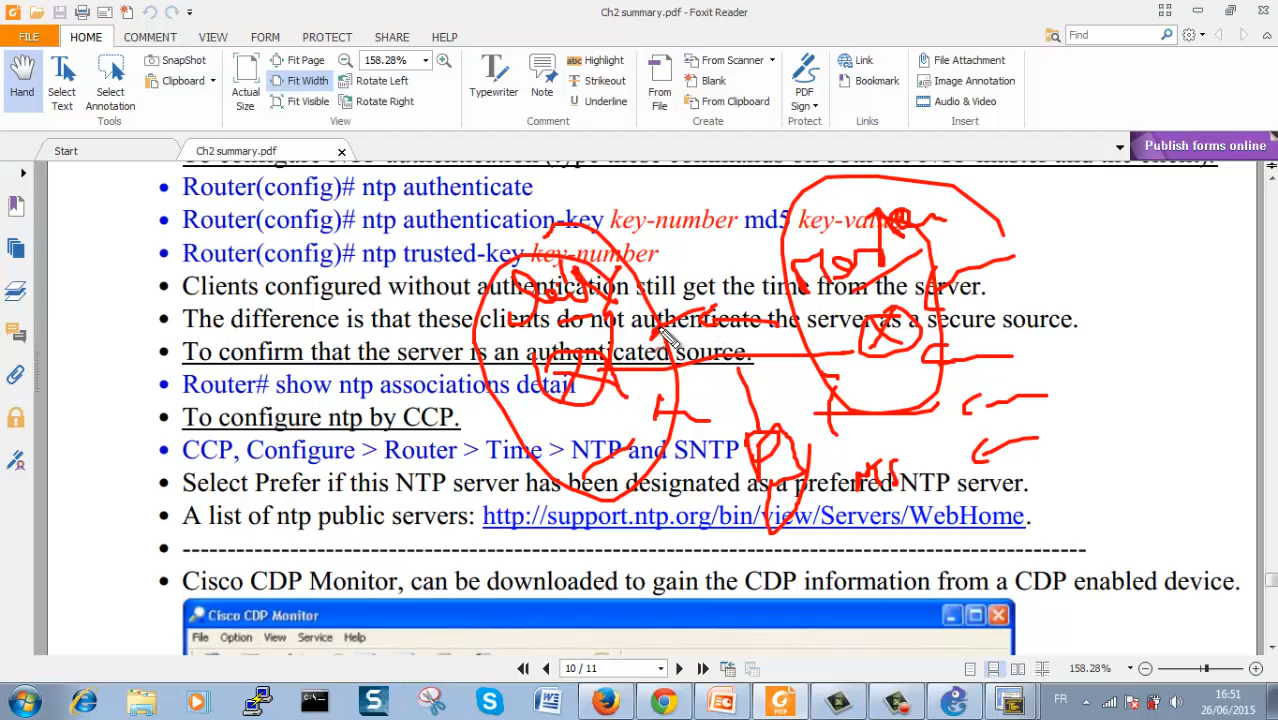 Ch2 summary.pdf - Foxit Reader
FILE HOME COMMENT VIEW FORM PROTECT SHARE HELP
Find
Hand
Select Text
Select Annotation
SnapShot
Clipboard
Tools
Actual Size
Fit Page
Fit Width
Fit Visible
158.28%
Rotate Left
Rotate Right
View
Typewriter
Note
Highlight
Strikeout
Underline
Comment
From File
From Scanner
Blank
From Clipboard
Create
PDF Sign
Protect
Link
Bookmark
Links
File Attachment
Image Annotation
Audio & Video
Insert
Start
Ch2 summary.pdf
Publish forms online
• Router(config)# ntp authenticate
• Router(config)# ntp authentication-key key-number md5 key-value
• Router(config)# ntp trusted-key key-number
• Clients configured without authentication still get the time from the server.
• The difference is that these clients do not authenticate the server as a secure source.
• To confirm that the server is an authenticated source.
• Router# show ntp associations detail
• To configure ntp by CCP.
• CCP, Configure > Router > Time > NTP and SNTP
• Select Prefer if this NTP server has been designated as a preferred NTP server.
• A list of ntp public servers: http://support.ntp.org/bin/view/Servers/WebHome.
• -----------------------------------------------------------------------------------
• Cisco CDP Monitor, can be downloaded to gain the CDP information from a CDP enabled device.
Cisco CDP Monitor
File Option View Service Help
10 / 11
158.28%
FR
16:51
26/06/2015